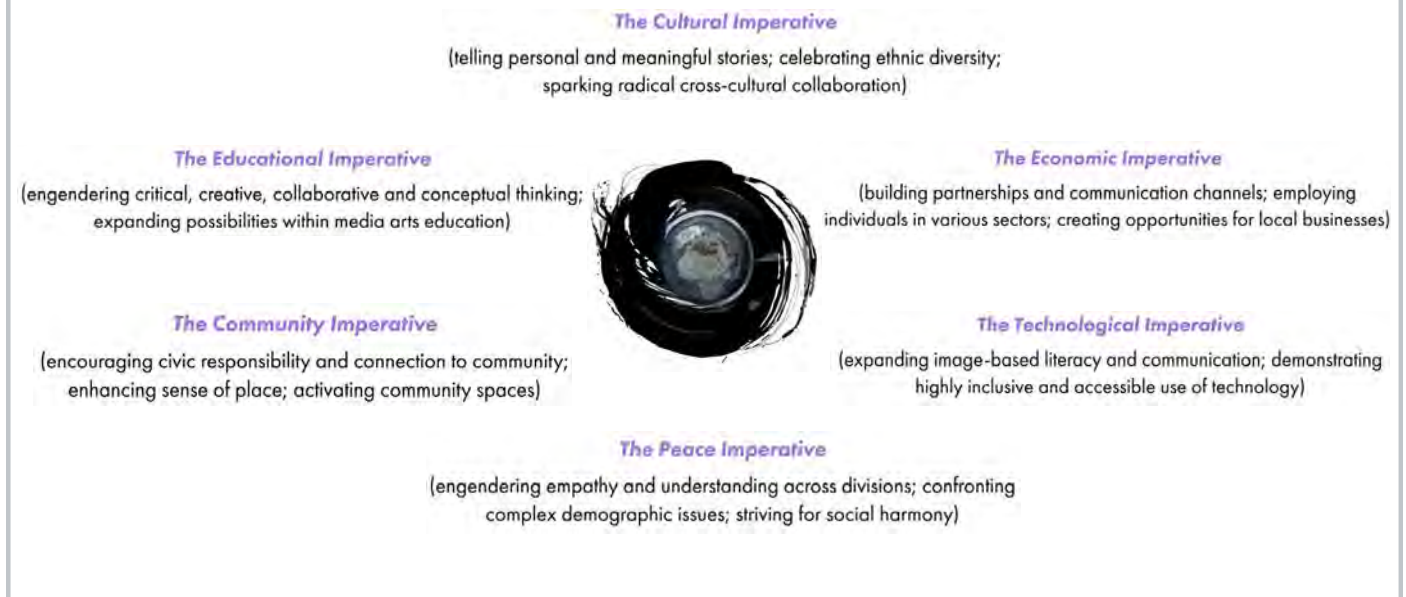 The Cultural Imperative
(telling personal and meaningful stories; celebrating ethnic diversity;
sparking radical cross-cultural collaboration)
The Educational Imperative
(engendering critical, creative, collaborative and conceptual thinking;
expanding possibilities within media arts education)
The Economic Imperative
(building partnerships and communication channels; employing
individuals in various sectors; creating opportunities for local businesses)
The Community Imperative
(encouraging civic responsibility and connection to community;
enhancing sense of place; activating community spaces)
The Technological Imperative
(expanding image-based literacy and communication; demonstrating
highly inclusive and accessible use of technology)
The Peace Imperative
(engendering empathy and understanding across divisions; confronting
complex demographic issues; striving for social harmony)